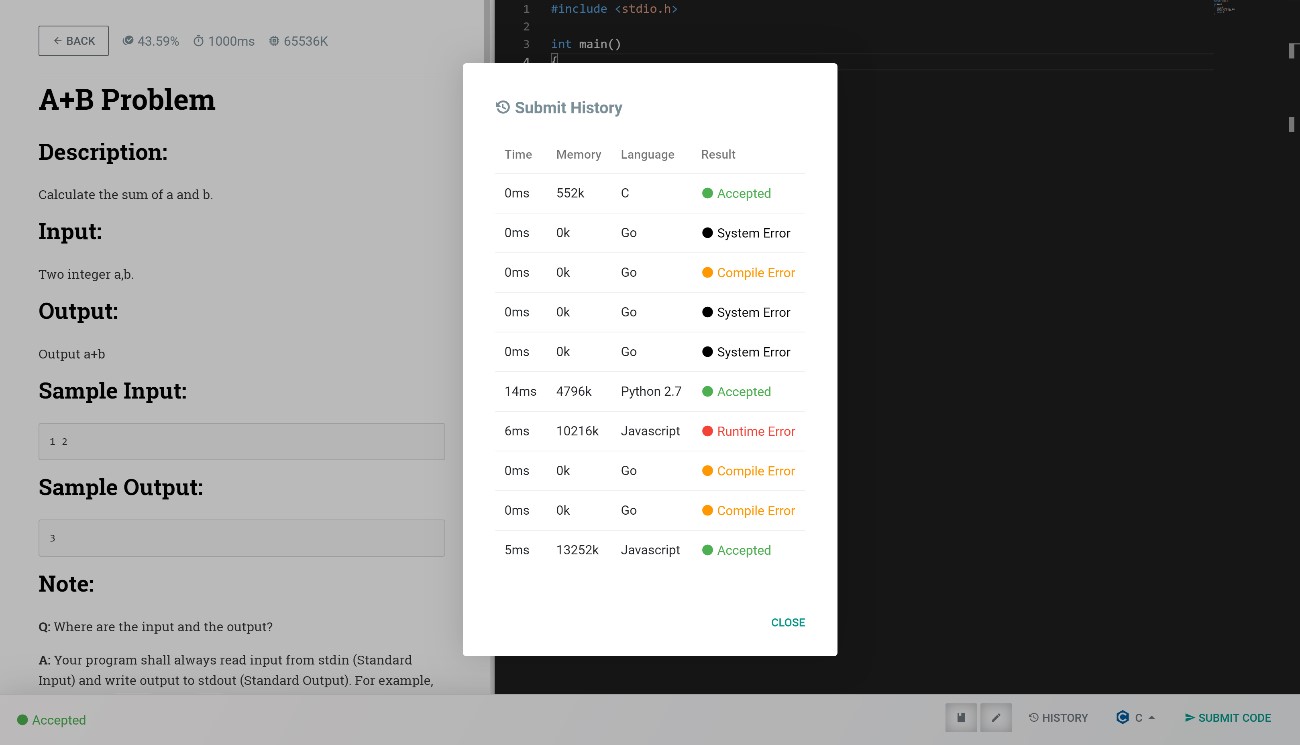 BACK 43.59% 1000ms 65536K
A+B Problem
Description:
Calculate the sum of a and b.
Input:
Two integer a,b.
Output:
Output a+b
Sample Input:
1 2
Sample Output:
3
Note:
Q: Where are the input and the output?
A: Your program shall always read input from stdin (Standard
Input) and write output to stdout (Standard Output). For example,
1 #include <stdio.h>
2
3 int main()
4 {
Submit History
Time Memory Language Result
0ms 552k C Accepted
0ms 0k Go System Error
0ms 0k Go Compile Error
0ms 0k Go System Error
0ms 0k Go System Error
14ms 4796k Python 2.7 Accepted
6ms 10216k Javascript Runtime Error
0ms 0k Go Compile Error
0ms 0k Go Compile Error
5ms 13252k Javascript Accepted
CLOSE
Accepted
HISTORY C SUBMIT CODE